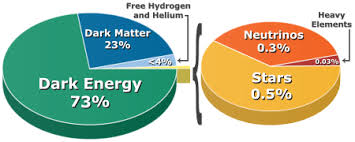 Free Hydrogen
and Helium
Dark Matter
23%
<4%
Dark Energy
73%
Heavy
Elements
Neutrinos
0.3%
0.03%
Stars
0.5%